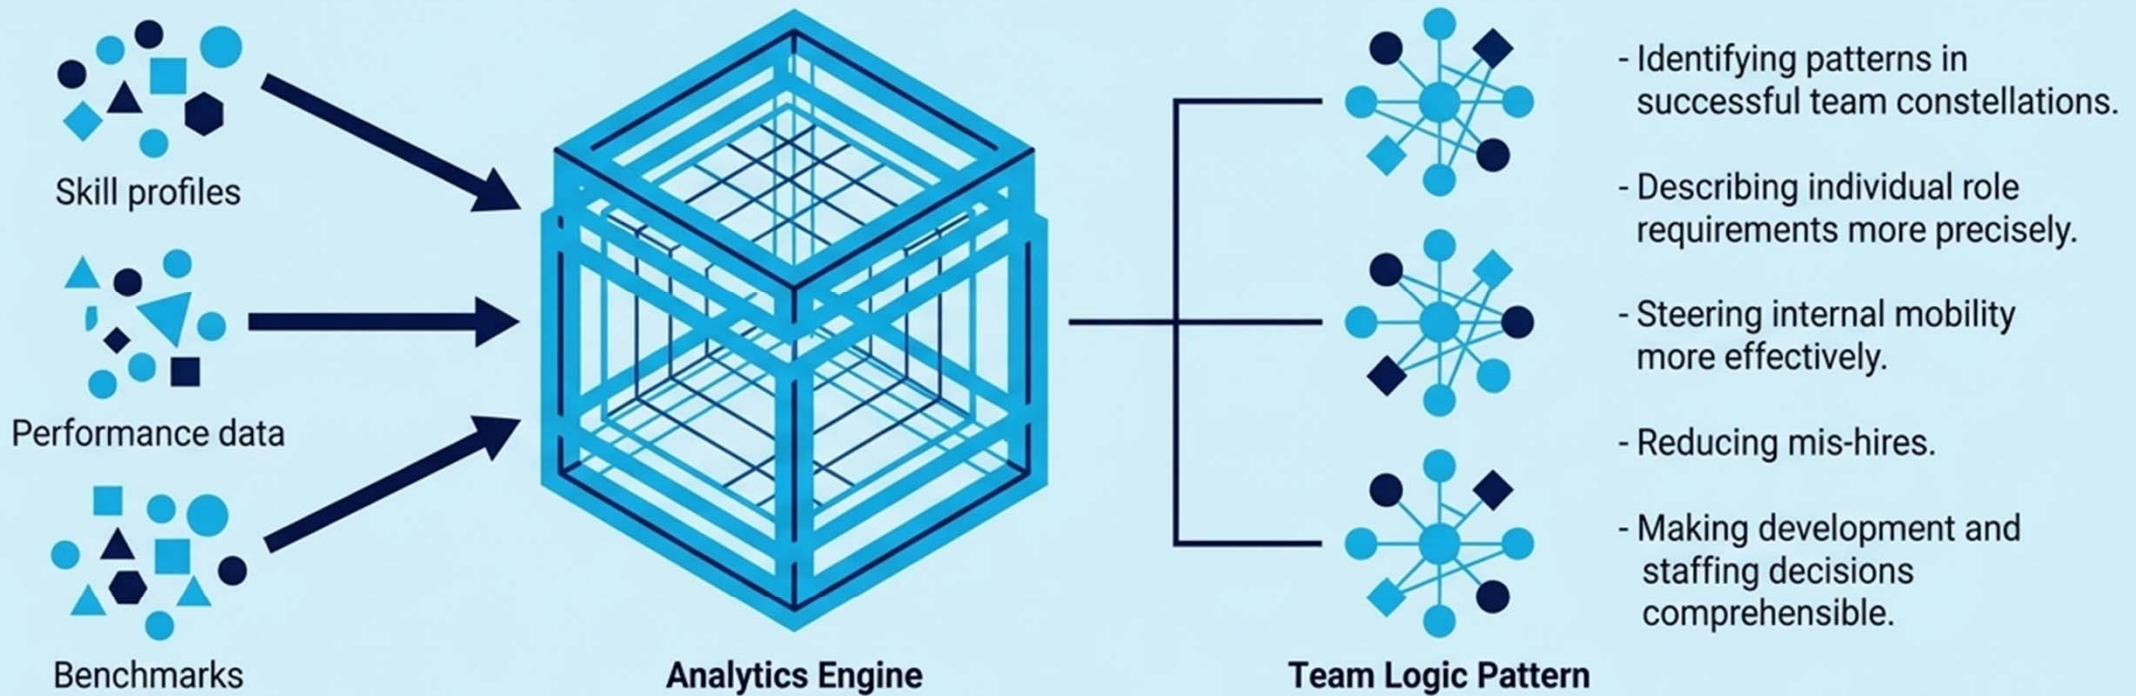 Skill profiles
Performance data
Benchmarks
Analytics Engine
Team Logic Pattern
- Identifying patterns in
successful team constellations.
- Describing individual role
requirements more precisely.
- Steering internal mobility
more effectively.
- Reducing mis-hires.
- Making development and
staffing decisions
comprehensible.